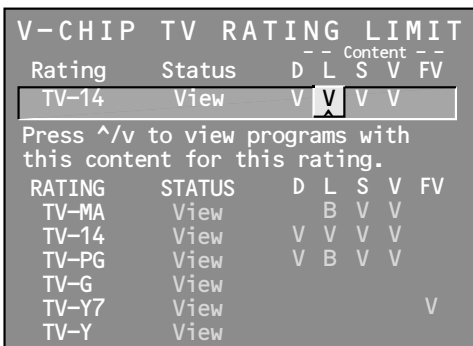 V-CHIP TV RATING LIMIT
– – Content – –
Rating Status D L S V FV
TV-14 View V V V V
Press ^/v to view programs with
this content for this rating.
RATING STATUS D L S V FV
TV-MA View B V V
TV-14 View V V V V
TV-PG View V B V V
TV-G View
TV-Y7 View V
TV-Y View